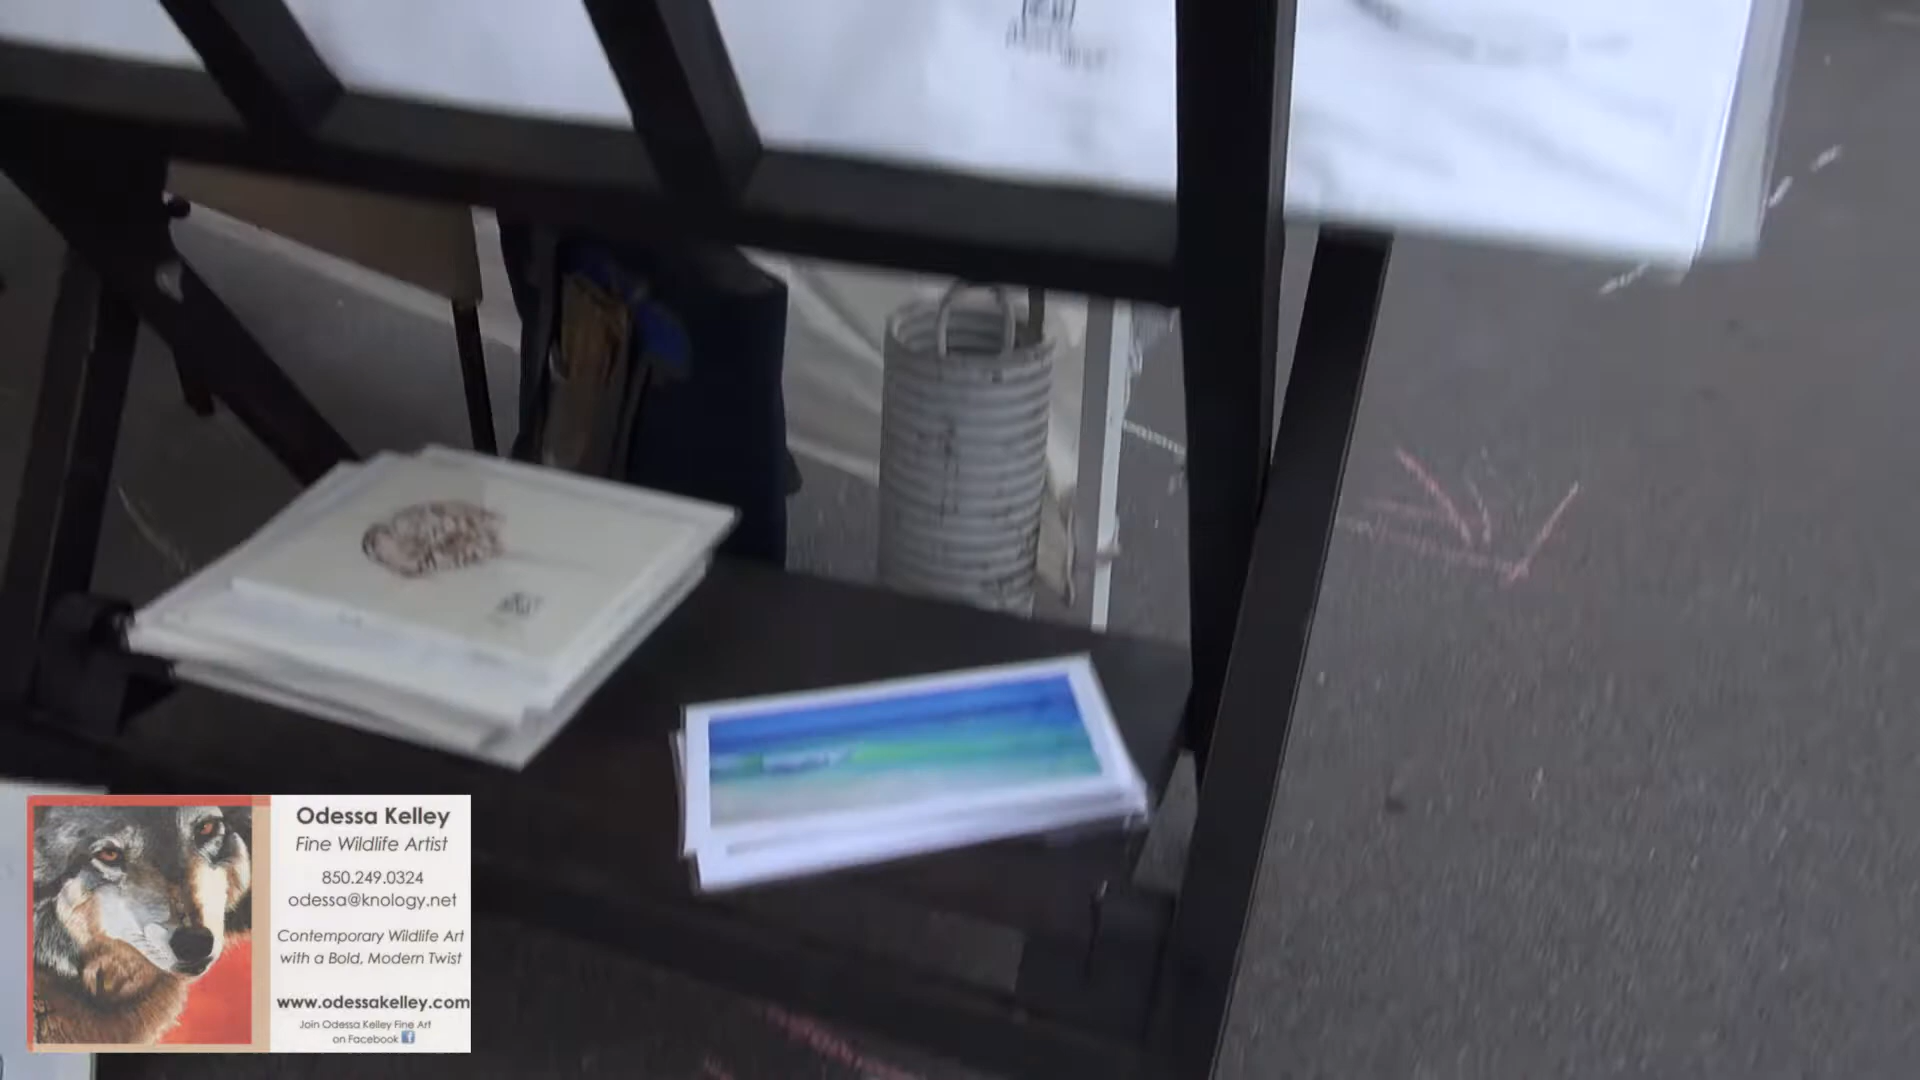 Odessa Kelley
Fine Wildlife Artist
850.249.0324
odessa@knology.net
Contemporary Wildlife Art
with a Bold, Modern Twist
www.odessakelley.com
Join Odessa Kelley Fine Art
on Facebook